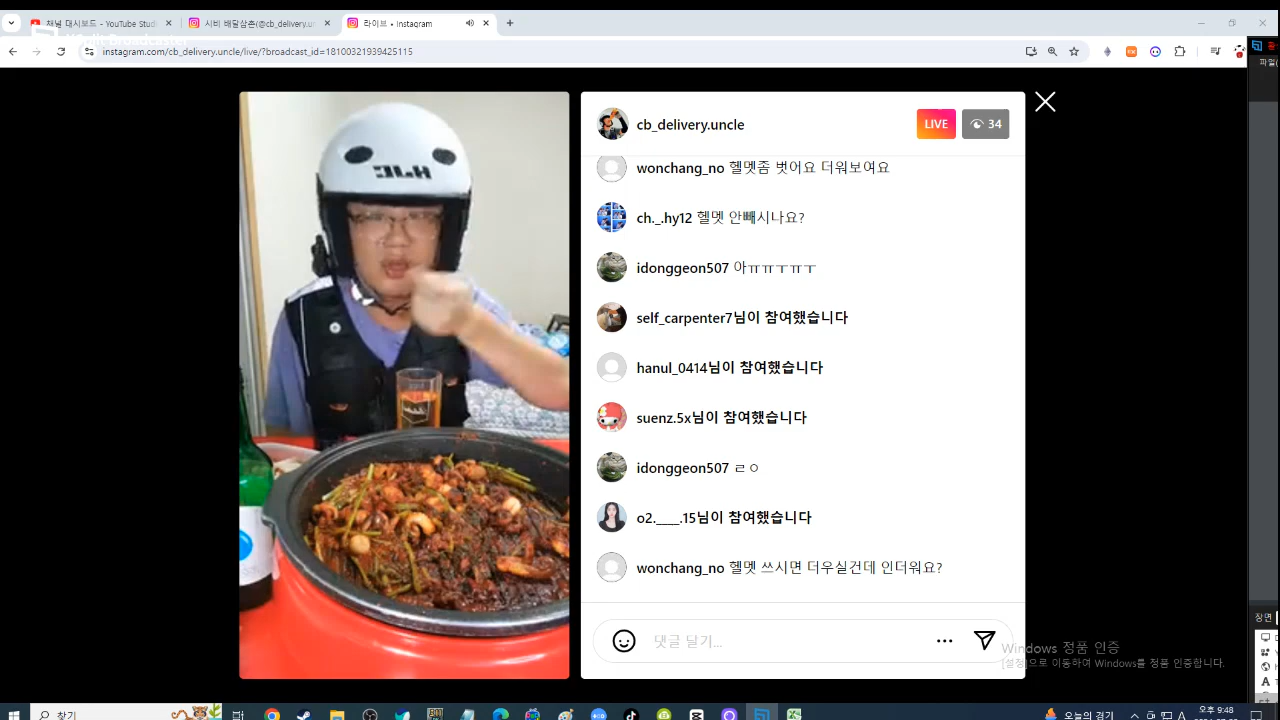 채널 대시보드 - YouTube Studi
시비 배달삼촌(@cb_delivery.un
라이브 • Instagram
instagram.com/cb_delivery.uncle/live/?broadcast_id=18100321939425115
파일(
HJC
cb_delivery.uncle
LIVE
34
wonchang_no 헬멧좀 벗어요 더워보여요
ch._.hy12 헬멧 안빼시나요?
idonggeon507 아ㅠㅠㅜㅠㅜ
self_carpenter7님이 참여했습니다
hanul_0414님이 참여했습니다
suenz.5x님이 참여했습니다
idonggeon507 ㄹㅇ
o2.___.15님이 참여했습니다
wonchang_no 헬멧 쓰시면 더우실건데 인더워요?
댓글 달기...
Windows 정품 인증
[설정]으로 이동하여 Windows를 정품 인증합니다.
장면
찾기
오늘의 경기
오후 9:48